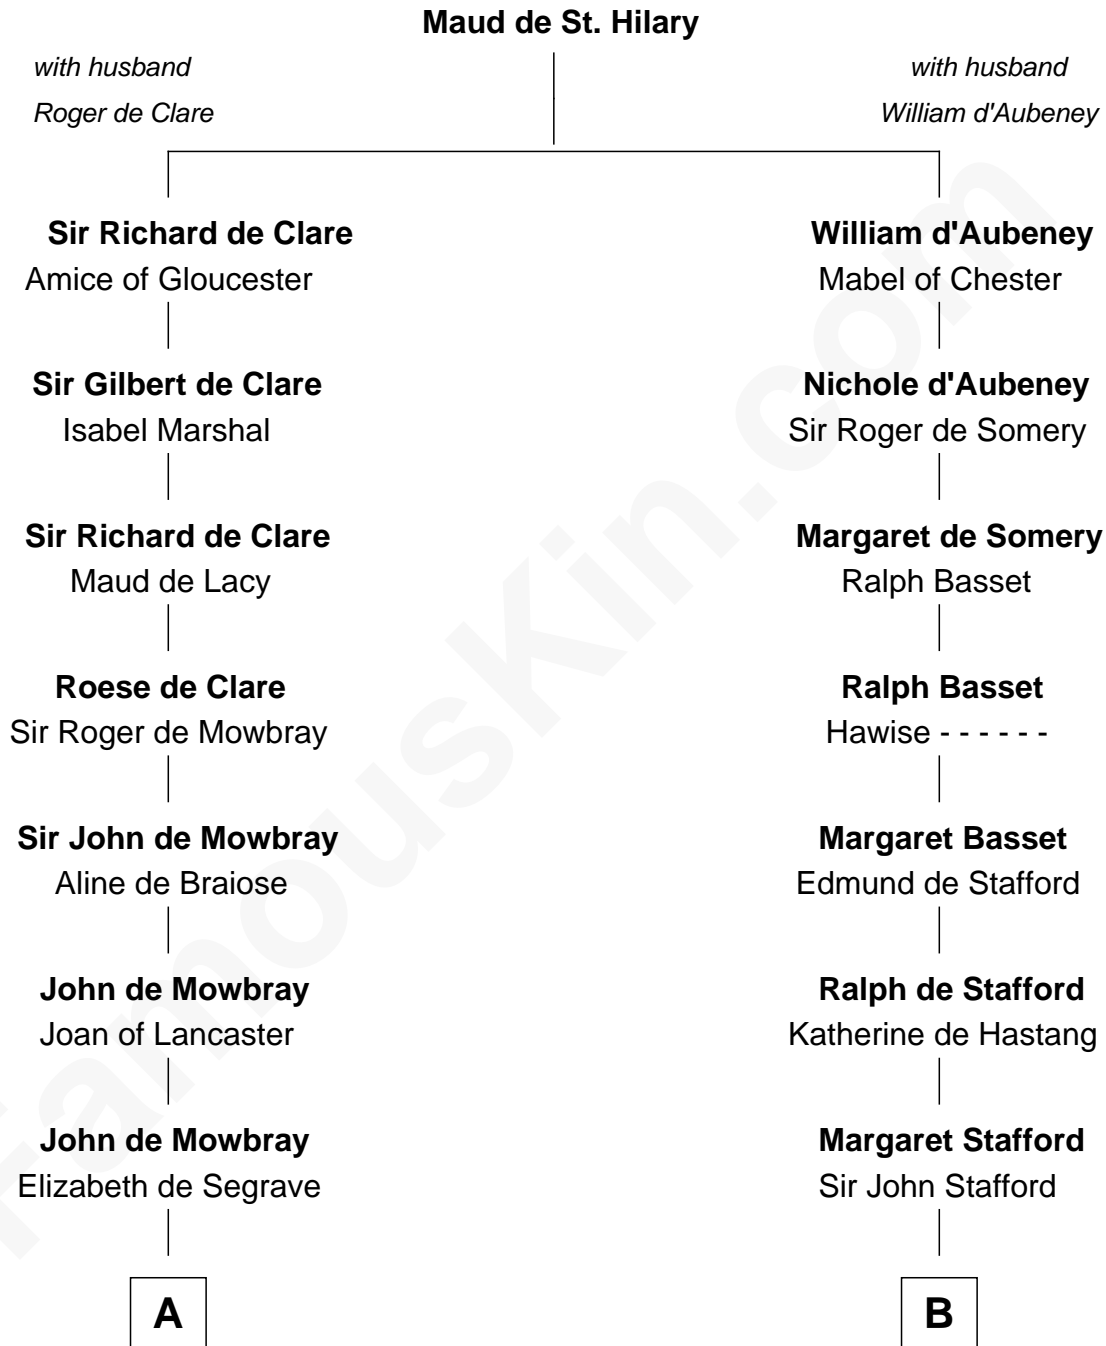 Maud de St. Hilary
with husband
Roger de Clare
with husband
William d'Aubeney
Sir Richard de Clare
Amice of Gloucester
William d'Aubeney
Mabel of Chester
Sir Gilbert de Clare
Isabel Marshal
Nichole d'Aubeney
Sir Roger de Somery
Sir Richard de Clare
Maud de Lacy
Margaret de Somery
Ralph Basset
Roese de Clare
Sir Roger de Mowbray
Ralph Basset
Hawise - - - - - -
Sir John de Mowbray
Aline de Braiose
Margaret Basset
Edmund de Stafford
John de Mowbray
Joan of Lancaster
Ralph de Stafford
Katherine de Hastang
John de Mowbray
Elizabeth de Segrave
Margaret Stafford
Sir John Stafford
A
B
FamousKin.com